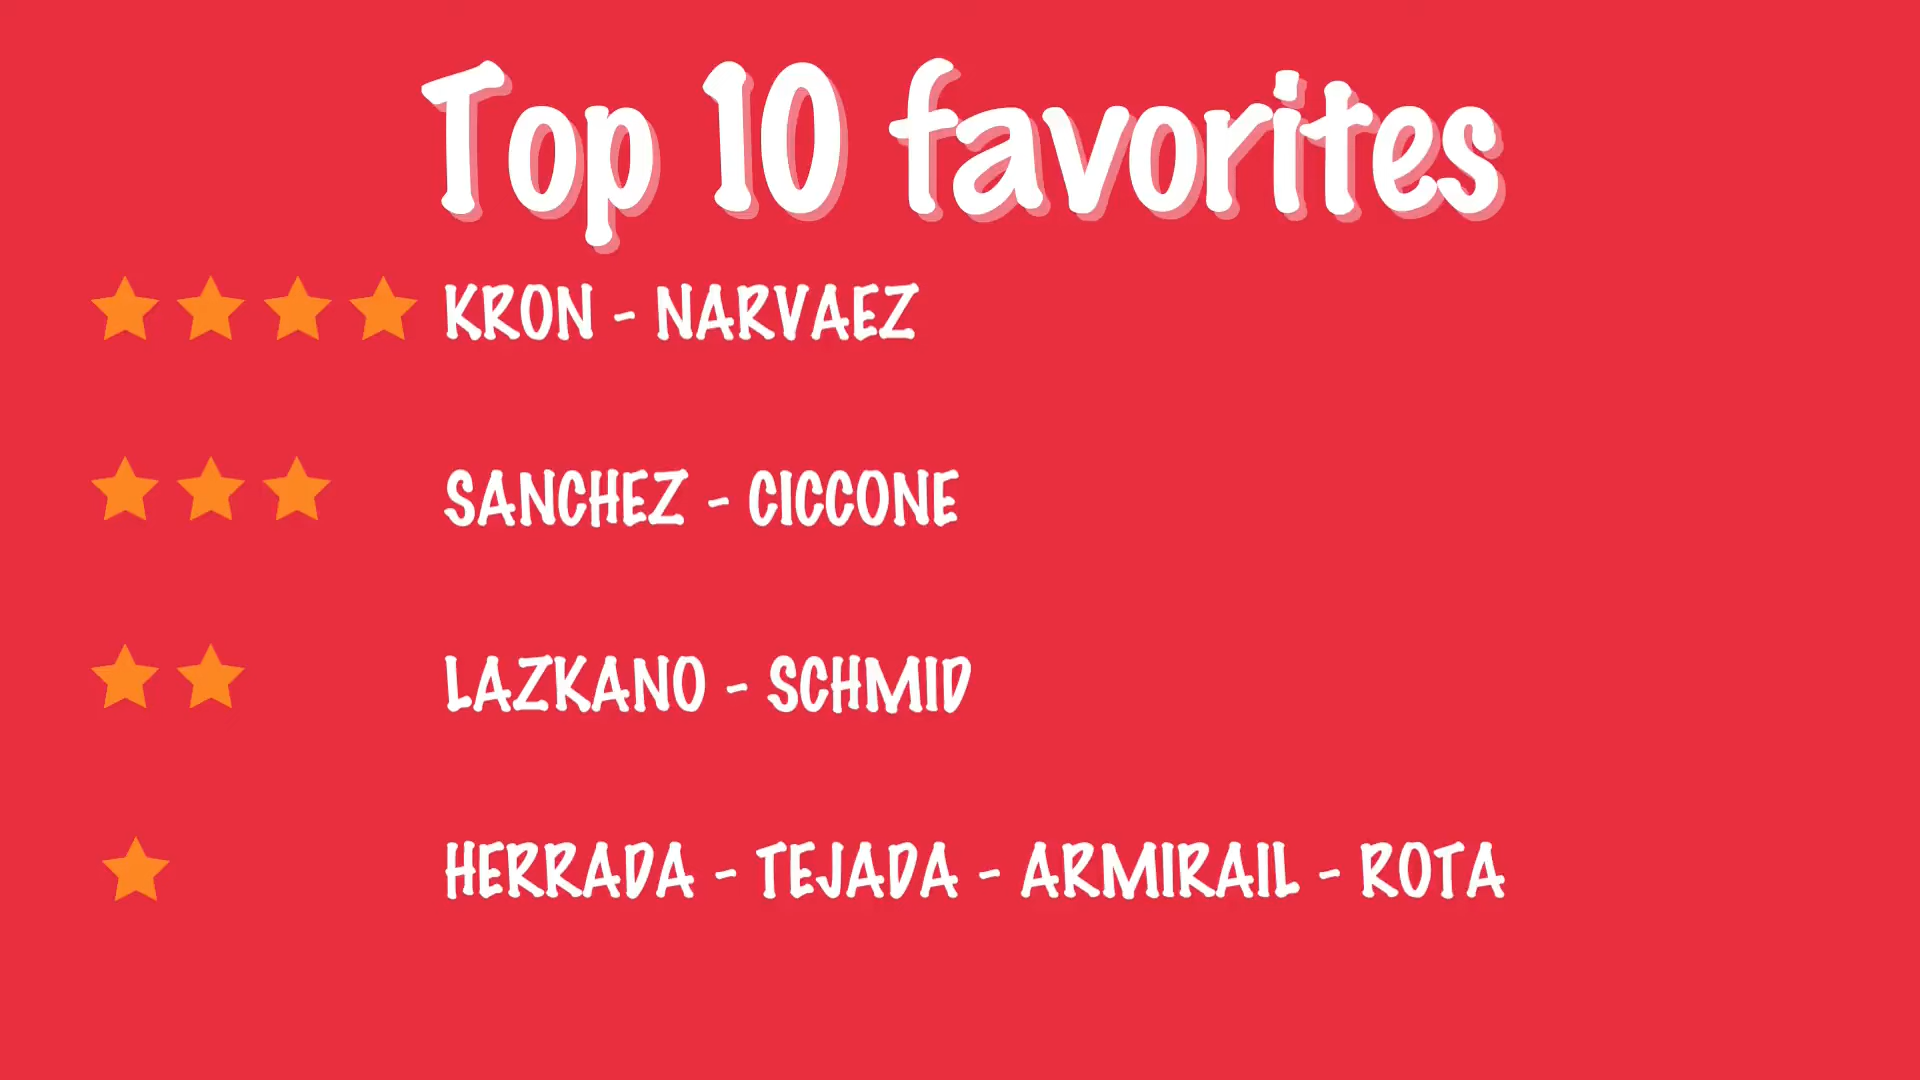 Top 10 favorites
KRON - NARVAEZ
SANCHEZ - CICCONE
LAZKANO - SCHMID
HERRADA - TEJADA - ARMIRAIL - ROTA